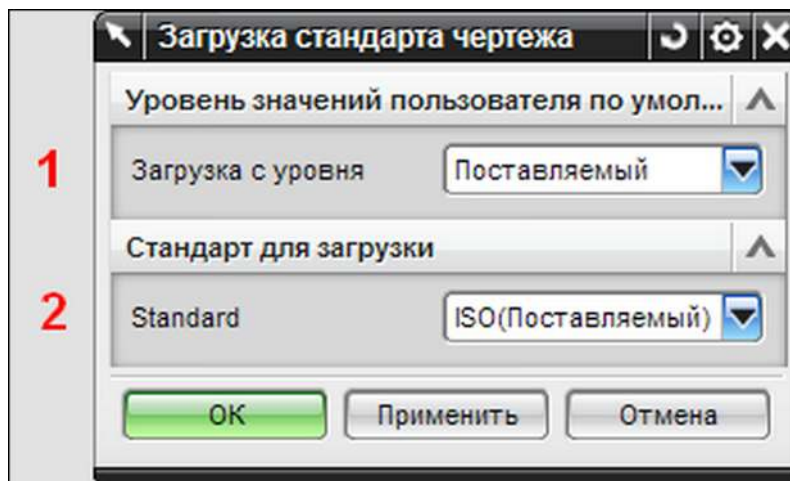 Загрузка стандарта чертежа
Уровень значений пользователя по умол...
1 Загрузка с уровня Поставляемый
Стандарт для загрузки
2 Standard ISO(Поставляемый)
ОК Применить Отмена